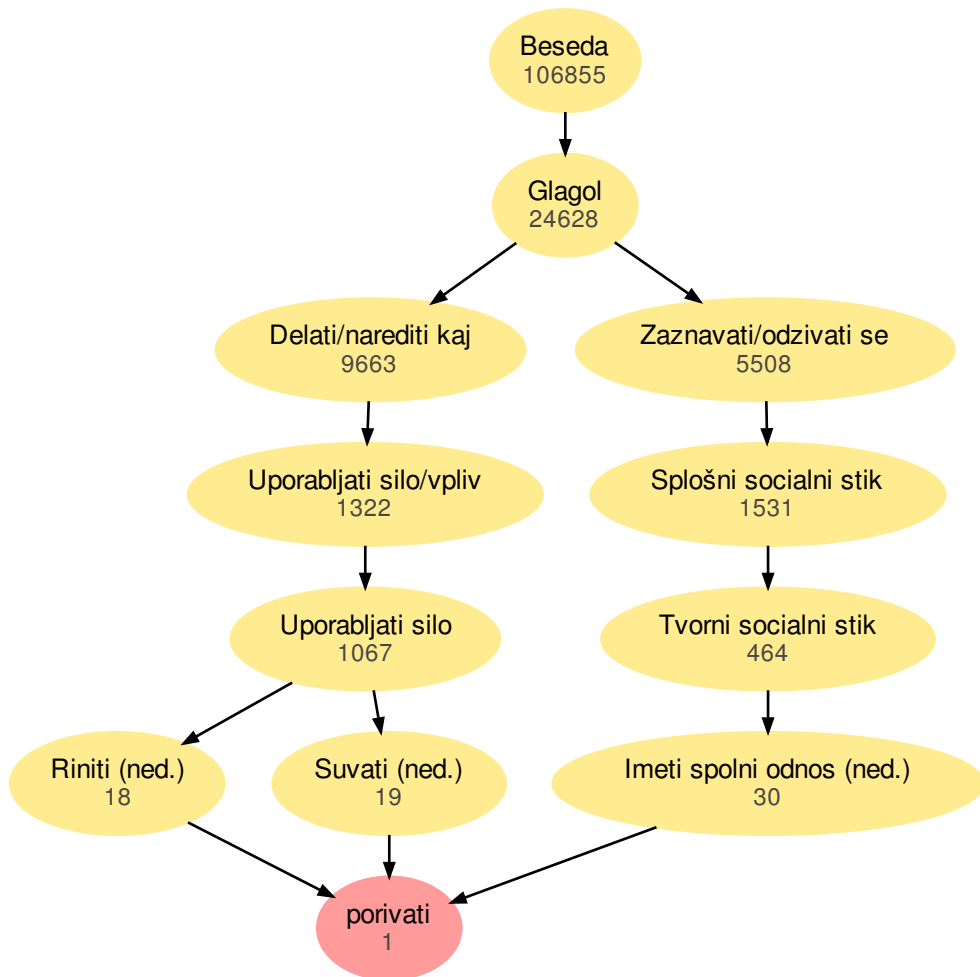 Beseda
106855
Glagol
24628
Delati/narediti kaj
9663
Zaznavati/odzivati se
5508
Uporabljati silo/vpliv
1322
Splošni socialni stik
1531
Uporabljati silo
1067
Tvorni socialni stik
464
Riniti (ned.)
18
Suvati (ned.)
19
Imeti spolni odnos (ned.)
30
porivati
1